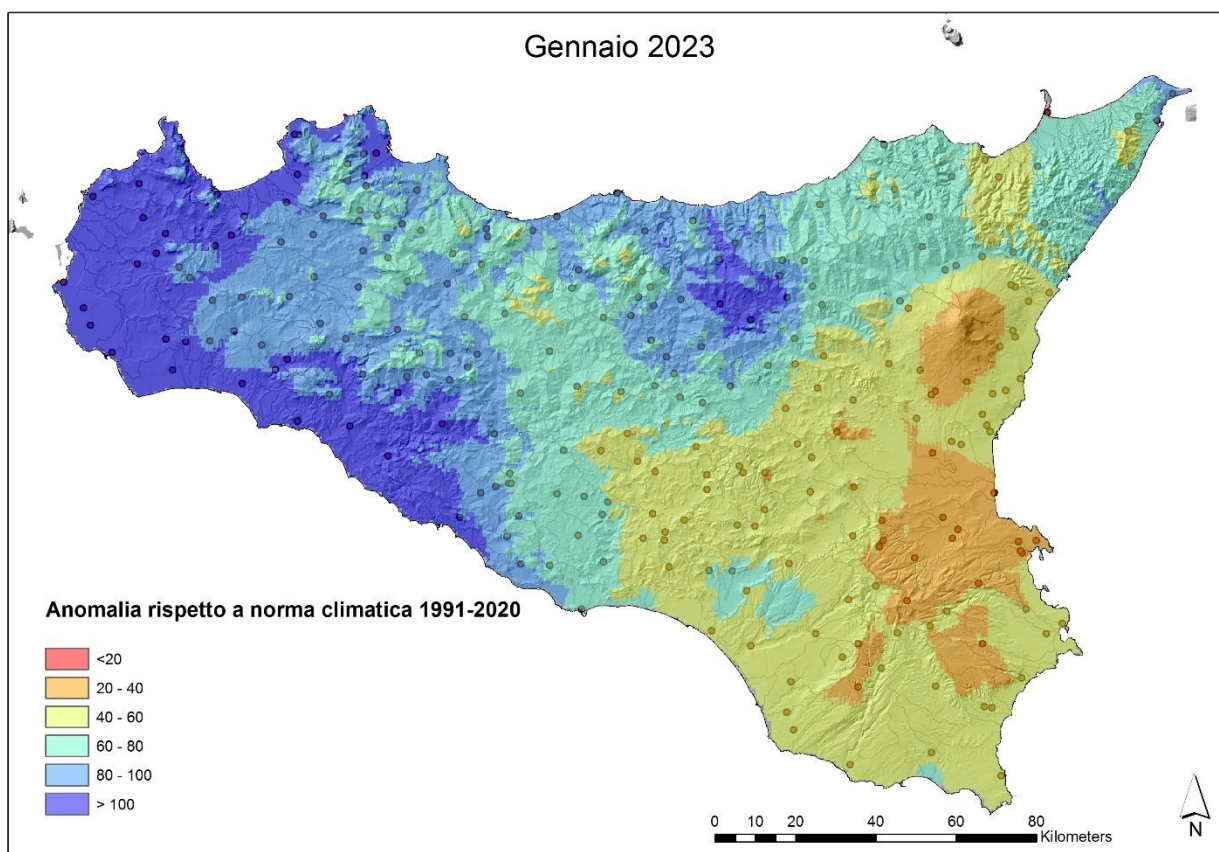 Gennaio 2023
Anomalia rispetto a norma climatica 1991-2020
<20
20 - 40
40 - 60
60 - 80
80 - 100
> 100
0 10 20 40 60 80
Kilometers
N